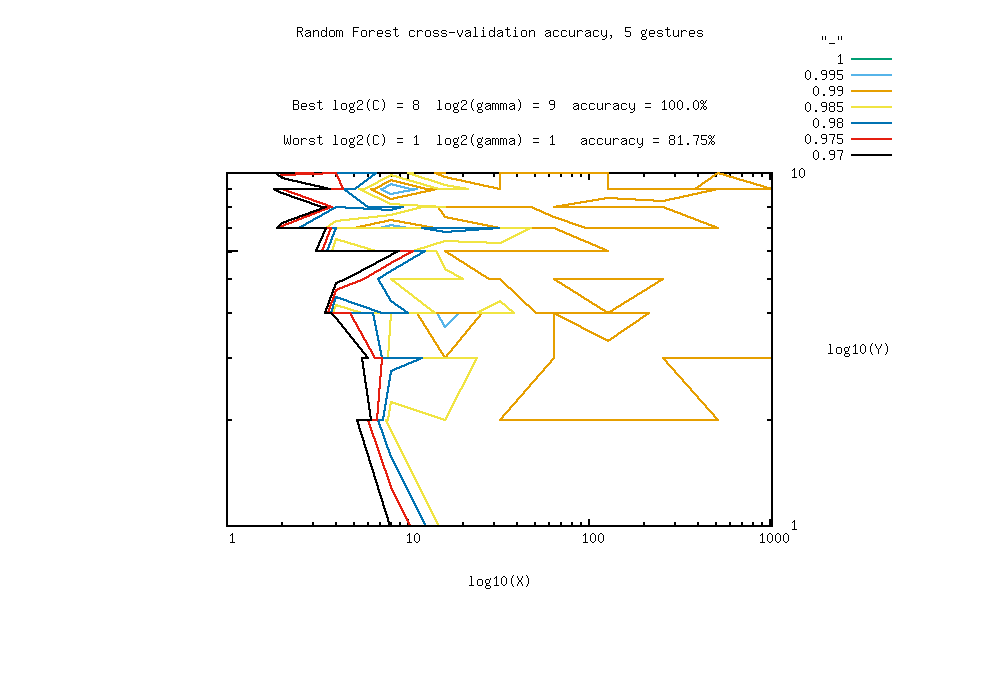 Random Forest cross-validation accuracy, 5 gestures
"_"
1
0.995
0.99
0.985
0.98
0.975
0.97
Best log2(C) = 8  log2(gamma) = 9  accuracy = 100.0%
Worst log2(C) = 1  log2(gamma) = 1   accuracy = 81.75%
10
log10(Y)
1
1 10 100 1000
log10(X)